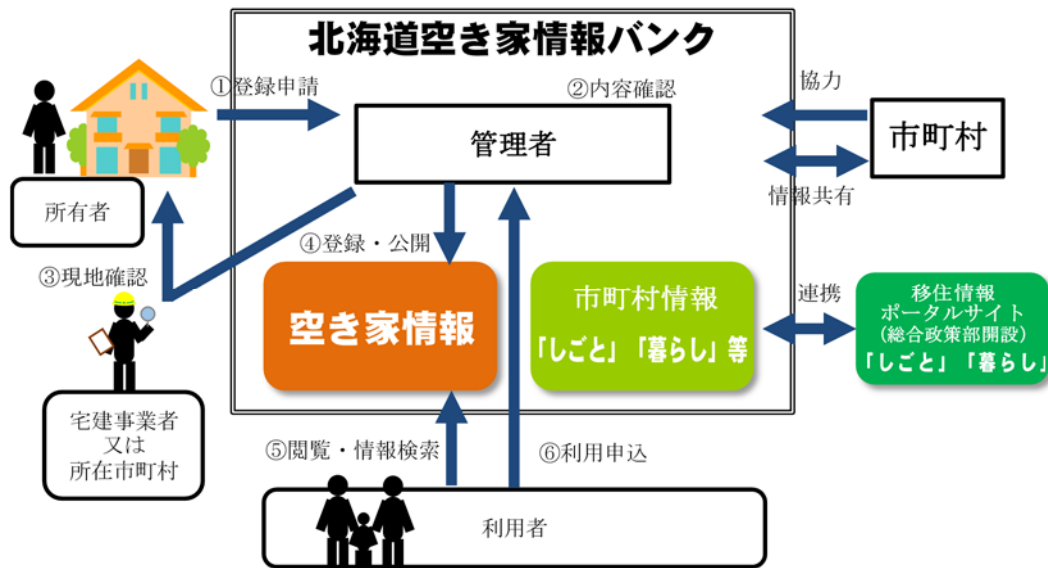 北海道空き家情報バンク
①登録申請
②内容確認
協力
管理者
市町村
所有者
情報共有
④登録・公開
③現地確認
空き家情報
市町村情報
「しごと」「暮らし」等
連携
移住情報
ポータルサイト
(総合政策部開設)
「しごと」「暮らし」
宅建事業者
又は
所在市町村
⑤閲覧・情報検索
⑥利用申込
利用者